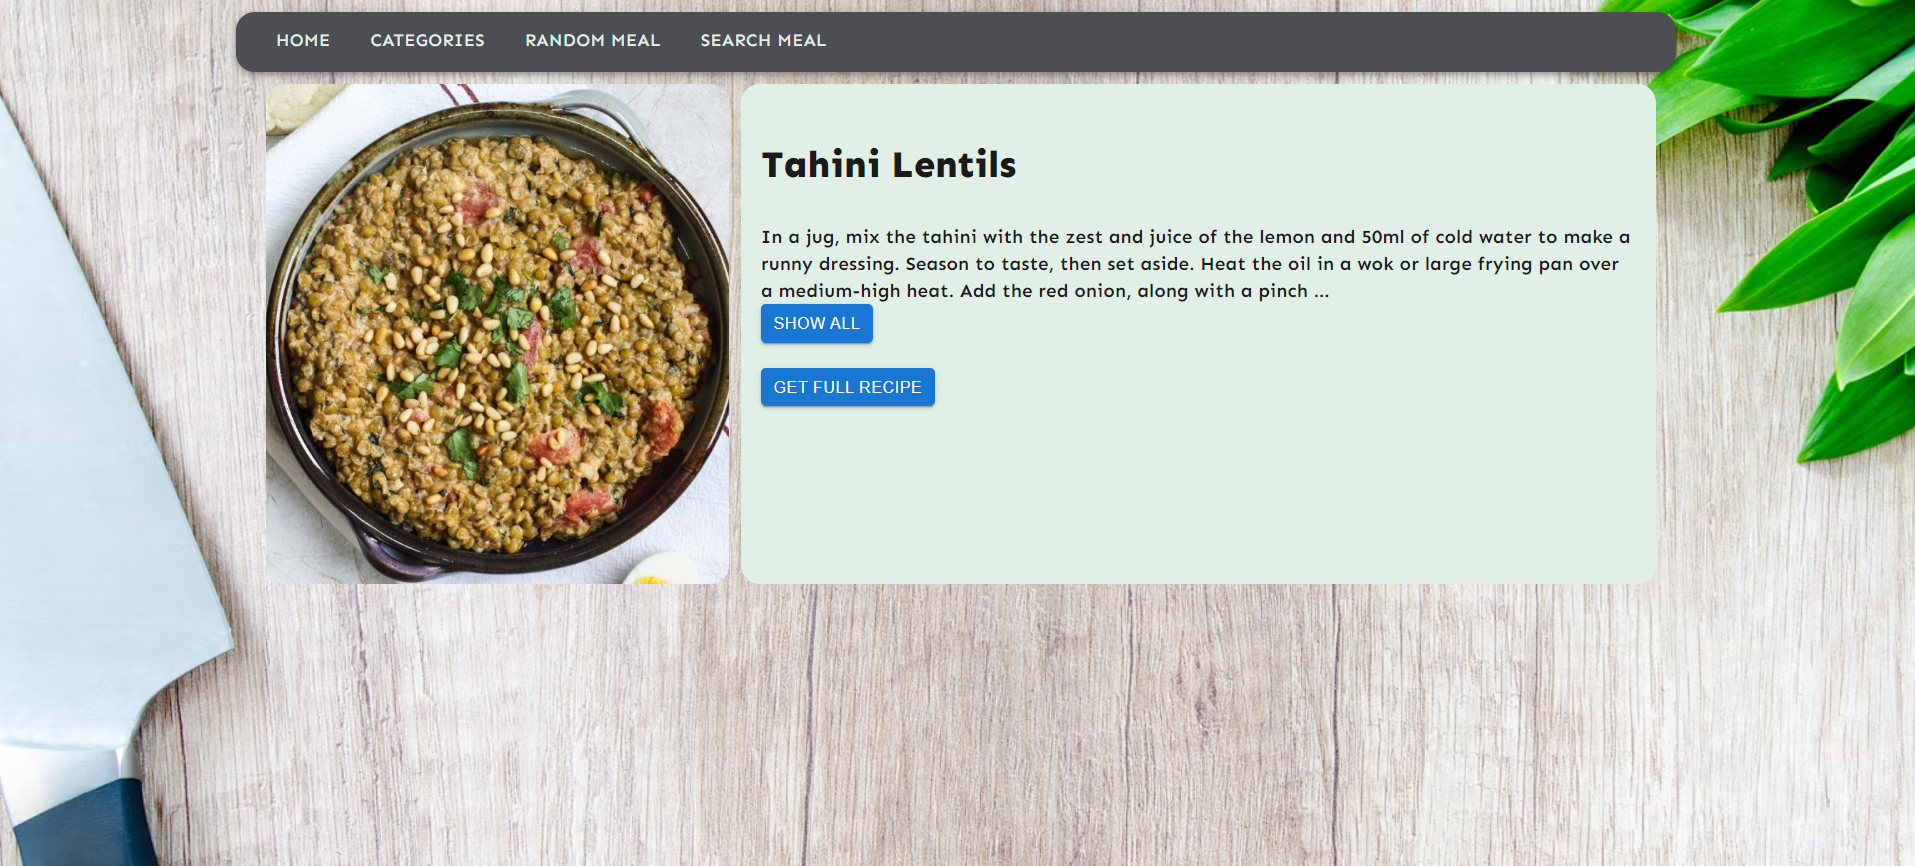 HOME CATEGORIES RANDOM MEAL SEARCH MEAL
Tahini Lentils
In a jug, mix the tahini with the zest and juice of the lemon and 50ml of cold water to make a
runny dressing. Season to taste, then set aside. Heat the oil in a wok or large frying pan over
a medium-high heat. Add the red onion, along with a pinch ...
SHOW ALL
GET FULL RECIPE